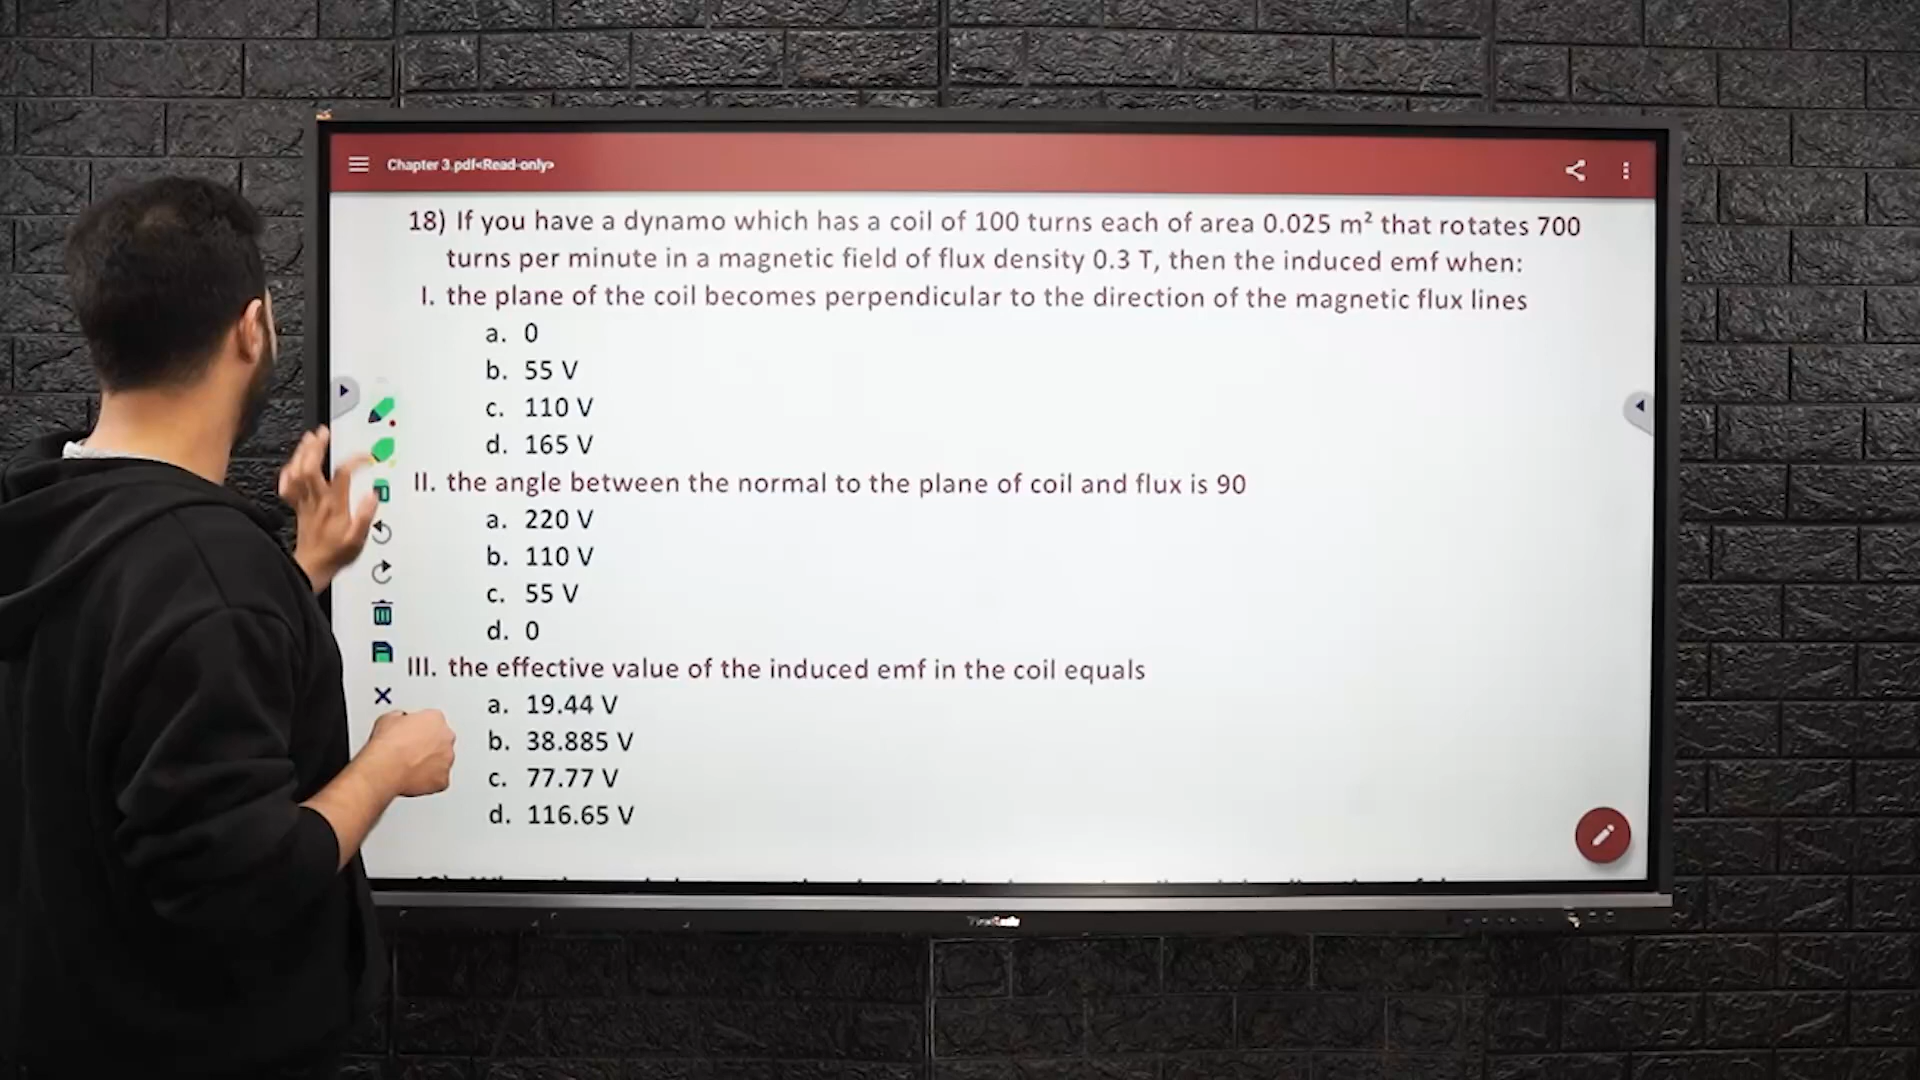 Chapter 3.pdf<Read-only>
18) If you have a dynamo which has a coil of 100 turns each of area 0.025 m² that rotates 700
turns per minute in a magnetic field of flux density 0.3 T, then the induced emf when:
I. the plane of the coil becomes perpendicular to the direction of the magnetic flux lines
a. 0
b. 55 V
c. 110 V
d. 165 V
II. the angle between the normal to the plane of coil and flux is 90
a. 220 V
b. 110 V
c. 55 V
d. 0
III. the effective value of the induced emf in the coil equals
a. 19.44 V
b. 38.885 V
c. 77.77 V
d. 116.65 V